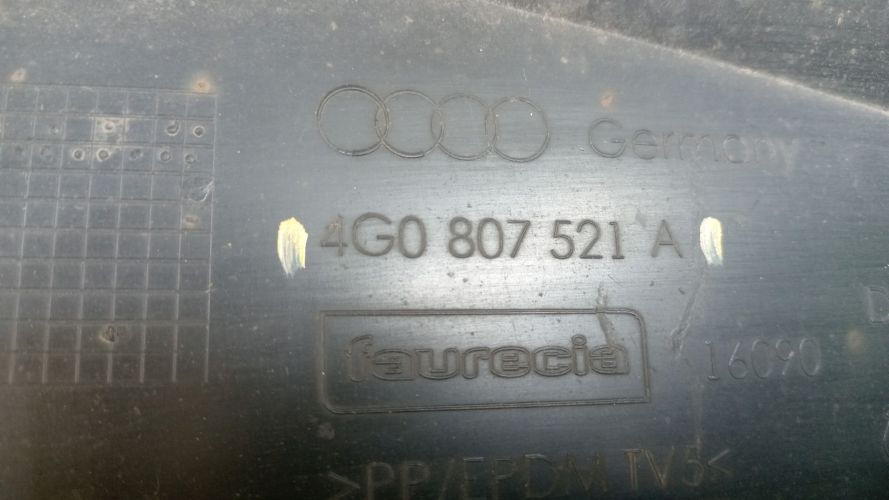 Germany
4G0 807 521 A
faurecia
16090
>PP/EPDM TV5<